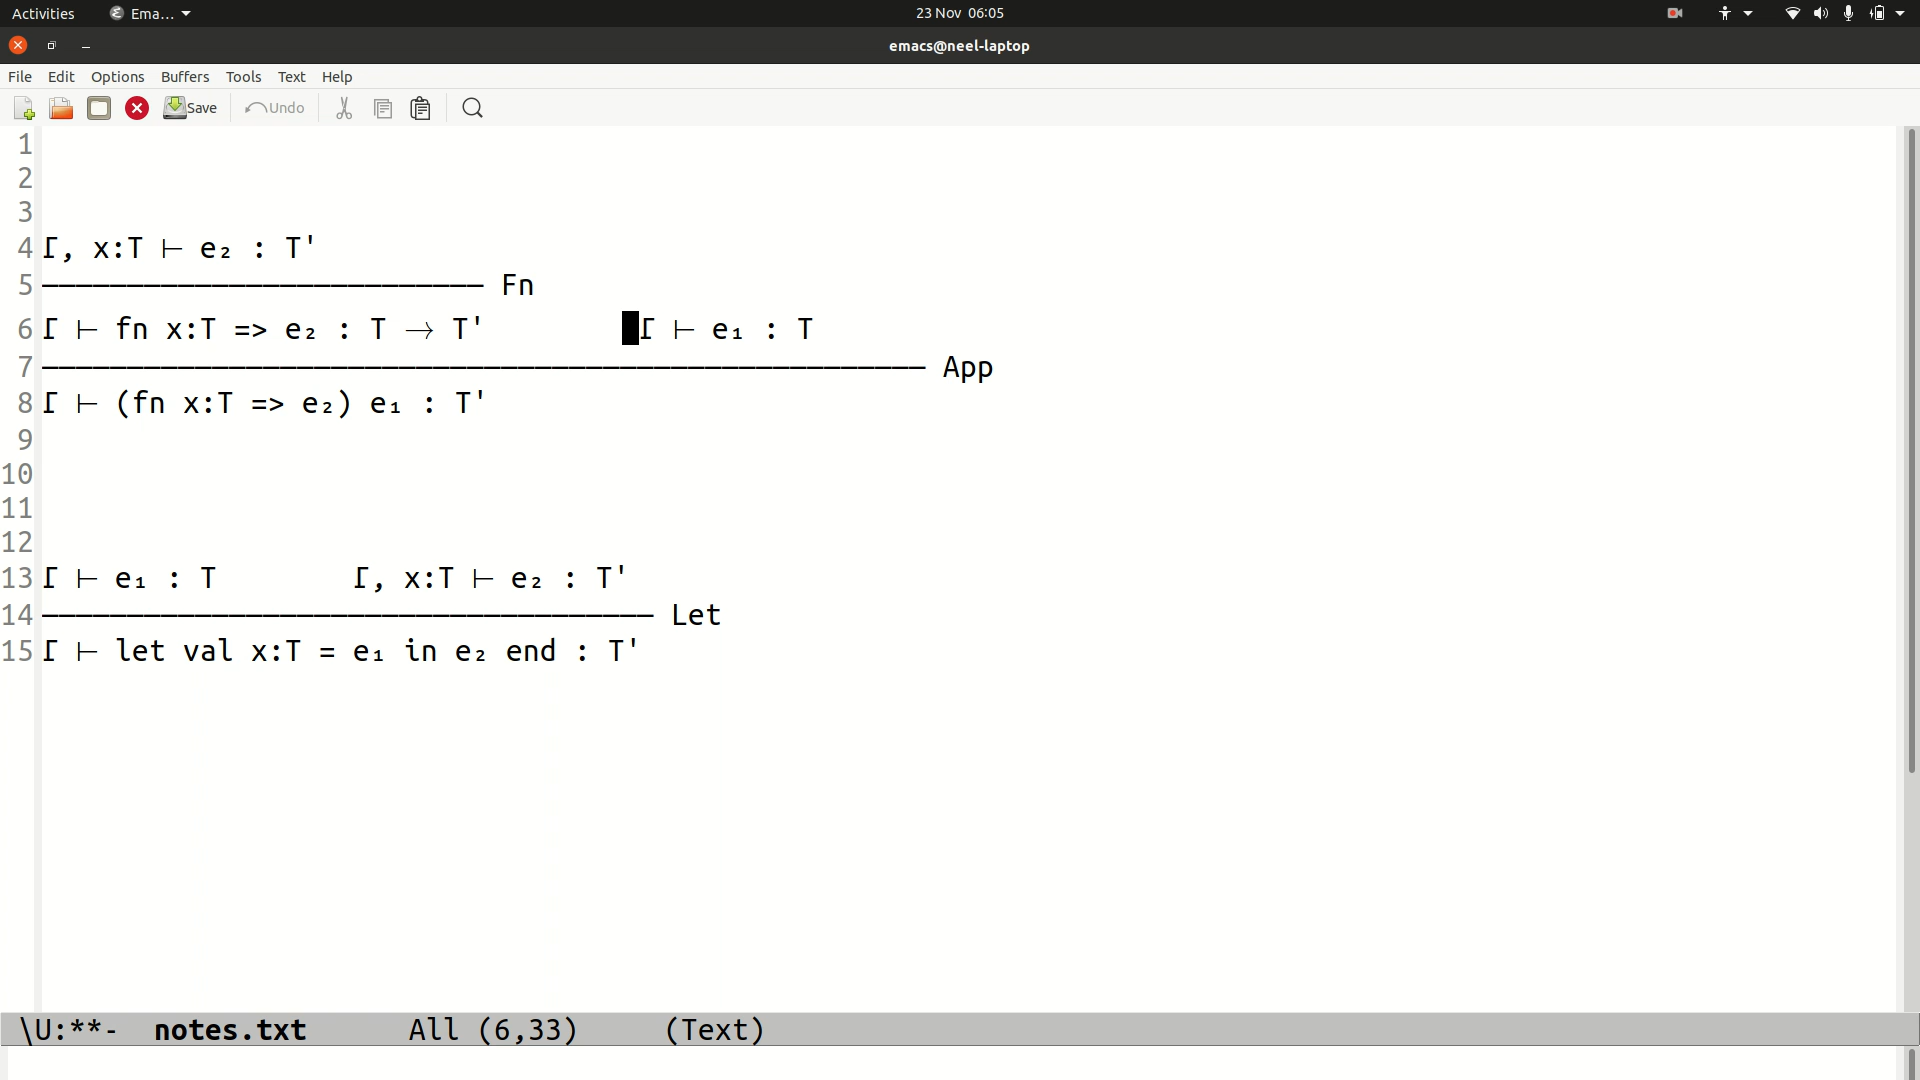 Activities Ema… 23 Nov 06:05
emacs@neel-laptop
File Edit Options Buffers Tools Text Help
Save Undo
1
2
3
4 Γ, x:T ⊢ e₂ : T'
5 —————————————————————————— Fn
6 Γ ⊢ fn x:T => e₂ : T → T' Γ ⊢ e₁ : T
7 ———————————————————————————————————————————————————— App
8 Γ ⊢ (fn x:T => e₂) e₁ : T'
9
10
11
12
13 Γ ⊢ e₁ : T Γ, x:T ⊢ e₂ : T'
14 ———————————————————————————————————— Let
15 Γ ⊢ let val x:T = e₁ in e₂ end : T'
\U:**- notes.txt All (6,33) (Text)